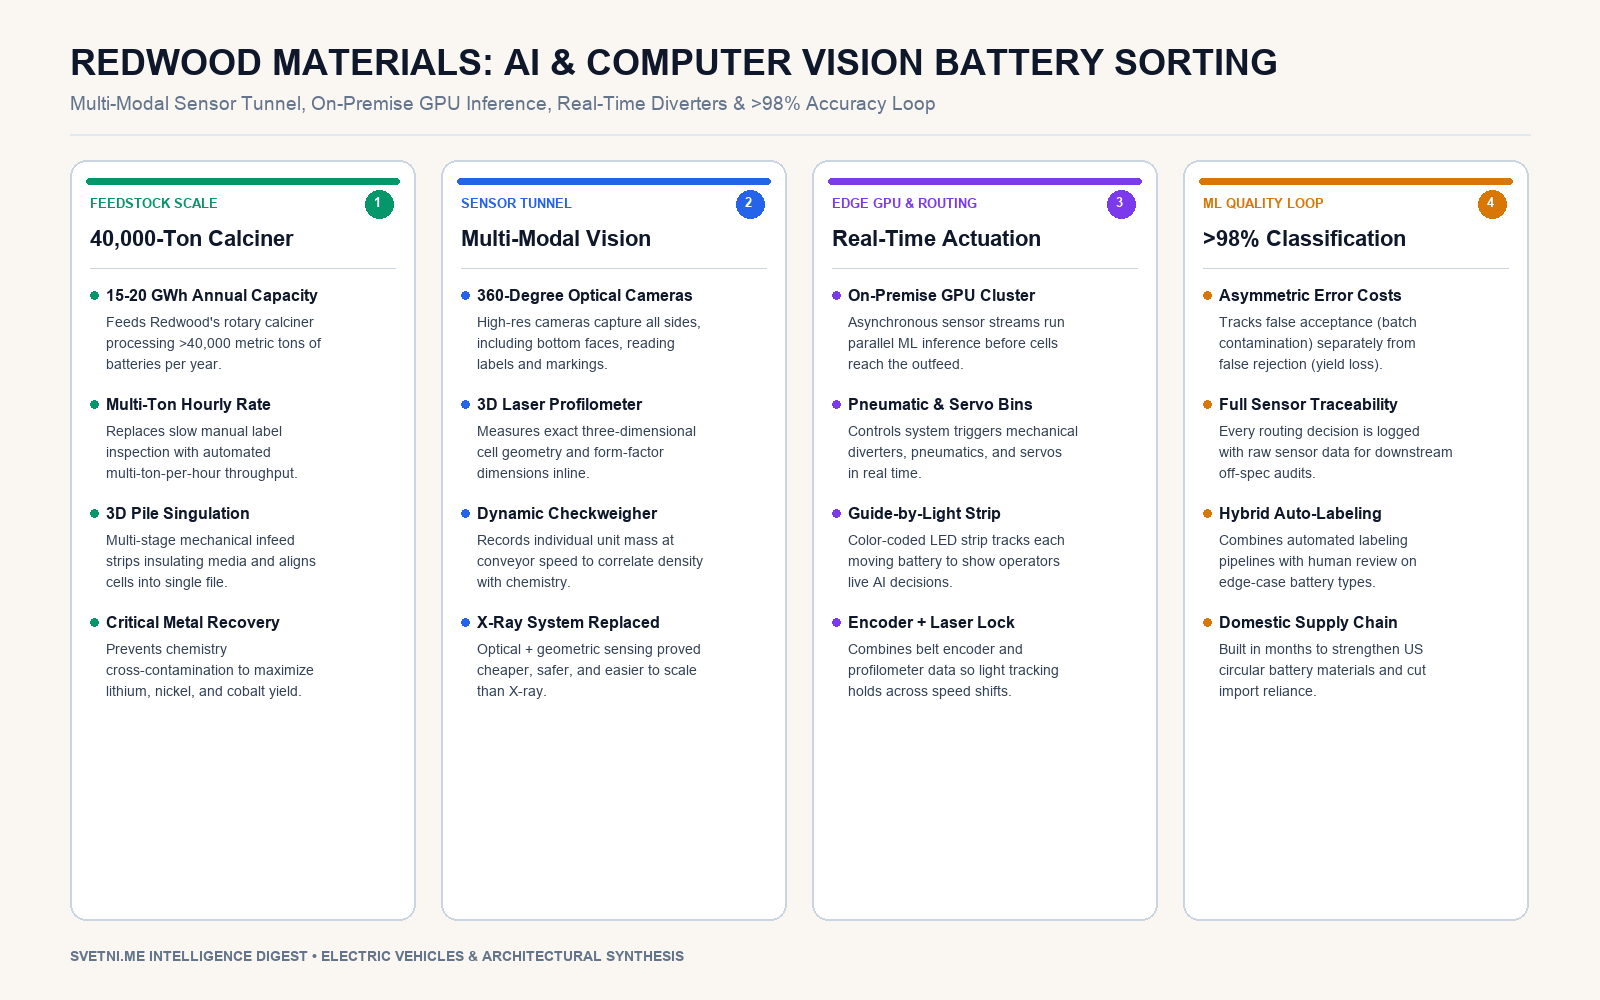 REDWOOD MATERIALS: AI & COMPUTER VISION BATTERY SORTING
Multi-Modal Sensor Tunnel, On-Premise GPU Inference, Real-Time Diverters & >98% Accuracy Loop
FEEDSTOCK SCALE
1
40,000-Ton Calciner
15-20 GWh Annual Capacity
Feeds Redwood's rotary calciner
processing >40,000 metric tons of
batteries per year.
Multi-Ton Hourly Rate
Replaces slow manual label
inspection with automated
multi-ton-per-hour throughput.
3D Pile Singulation
Multi-stage mechanical infeed
strips insulating media and aligns
cells into single file.
Critical Metal Recovery
Prevents chemistry
cross-contamination to maximize
lithium, nickel, and cobalt yield.
SENSOR TUNNEL
2
Multi-Modal Vision
360-Degree Optical Cameras
High-res cameras capture all sides,
including bottom faces, reading
labels and markings.
3D Laser Profilometer
Measures exact three-dimensional
cell geometry and form-factor
dimensions inline.
Dynamic Checkweigher
Records individual unit mass at
conveyor speed to correlate density
with chemistry.
X-Ray System Replaced
Optical + geometric sensing proved
cheaper, safer, and easier to scale
than X-ray.
EDGE GPU & ROUTING
3
Real-Time Actuation
On-Premise GPU Cluster
Asynchronous sensor streams run
parallel ML inference before cells
reach the outfeed.
Pneumatic & Servo Bins
Controls system triggers mechanical
diverters, pneumatics, and servos
in real time.
Guide-by-Light Strip
Color-coded LED strip tracks each
moving battery to show operators
live AI decisions.
Encoder + Laser Lock
Combines belt encoder and
profilometer data so light tracking
holds across speed shifts.
ML QUALITY LOOP
4
>98% Classification
Asymmetric Error Costs
Tracks false acceptance (batch
contamination) separately from
false rejection (yield loss).
Full Sensor Traceability
Every routing decision is logged
with raw sensor data for downstream
off-spec audits.
Hybrid Auto-Labeling
Combines automated labeling
pipelines with human review on
edge-case battery types.
Domestic Supply Chain
Built in months to strengthen US
circular battery materials and cut
import reliance.
SVETNI.ME INTELLIGENCE DIGEST • ELECTRIC VEHICLES & ARCHITECTURAL SYNTHESIS